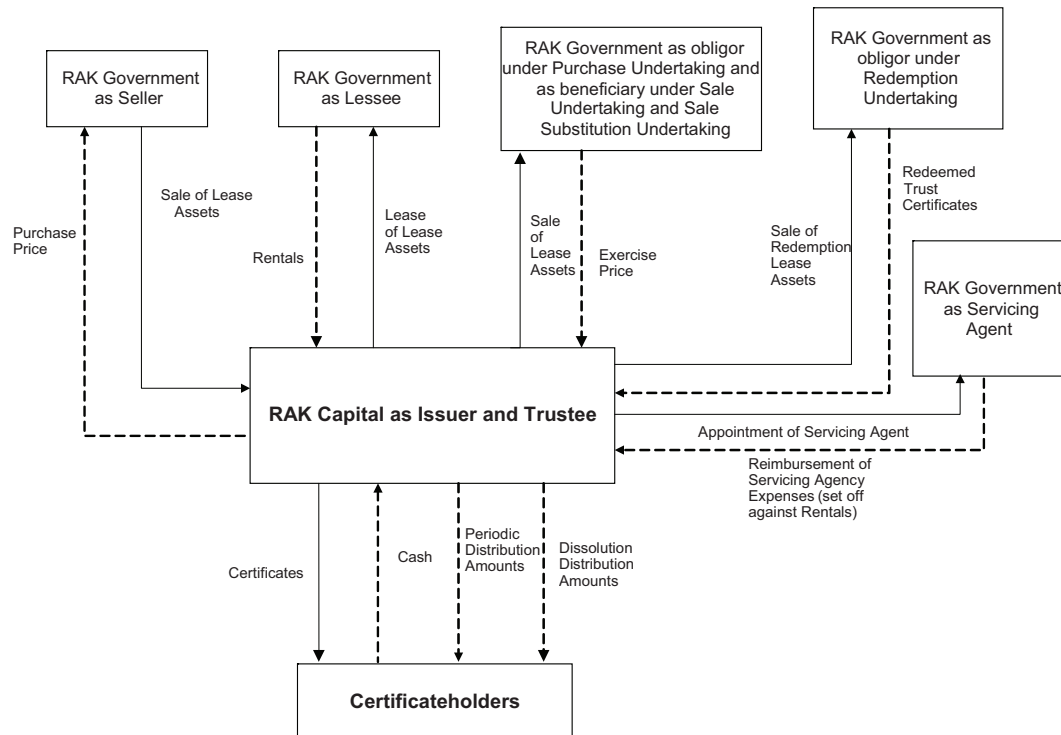 RAK Government
as Seller
RAK Government
as Lessee
RAK Government as obligor
under Purchase Undertaking and
as beneficiary under Sale
Undertaking and Sale
Substitution Undertaking
RAK Government as
obligor under
Redemption
Undertaking
Purchase
Price
Sale of Lease
Assets
Rentals
Lease
of Lease
Assets
Sale
of
Lease
Assets
Exercise
Price
Sale of
Redemption
Lease
Assets
Redeemed
Trust
Certificates
RAK Government
as Servicing
Agent
RAK Capital as Issuer and Trustee
Appointment of Servicing Agent
Reimbursement of
Servicing Agency
Expenses (set off
against Rentals)
Certificates
Cash
Periodic
Distribution
Amounts
Dissolution
Distribution
Amounts
Certificateholders